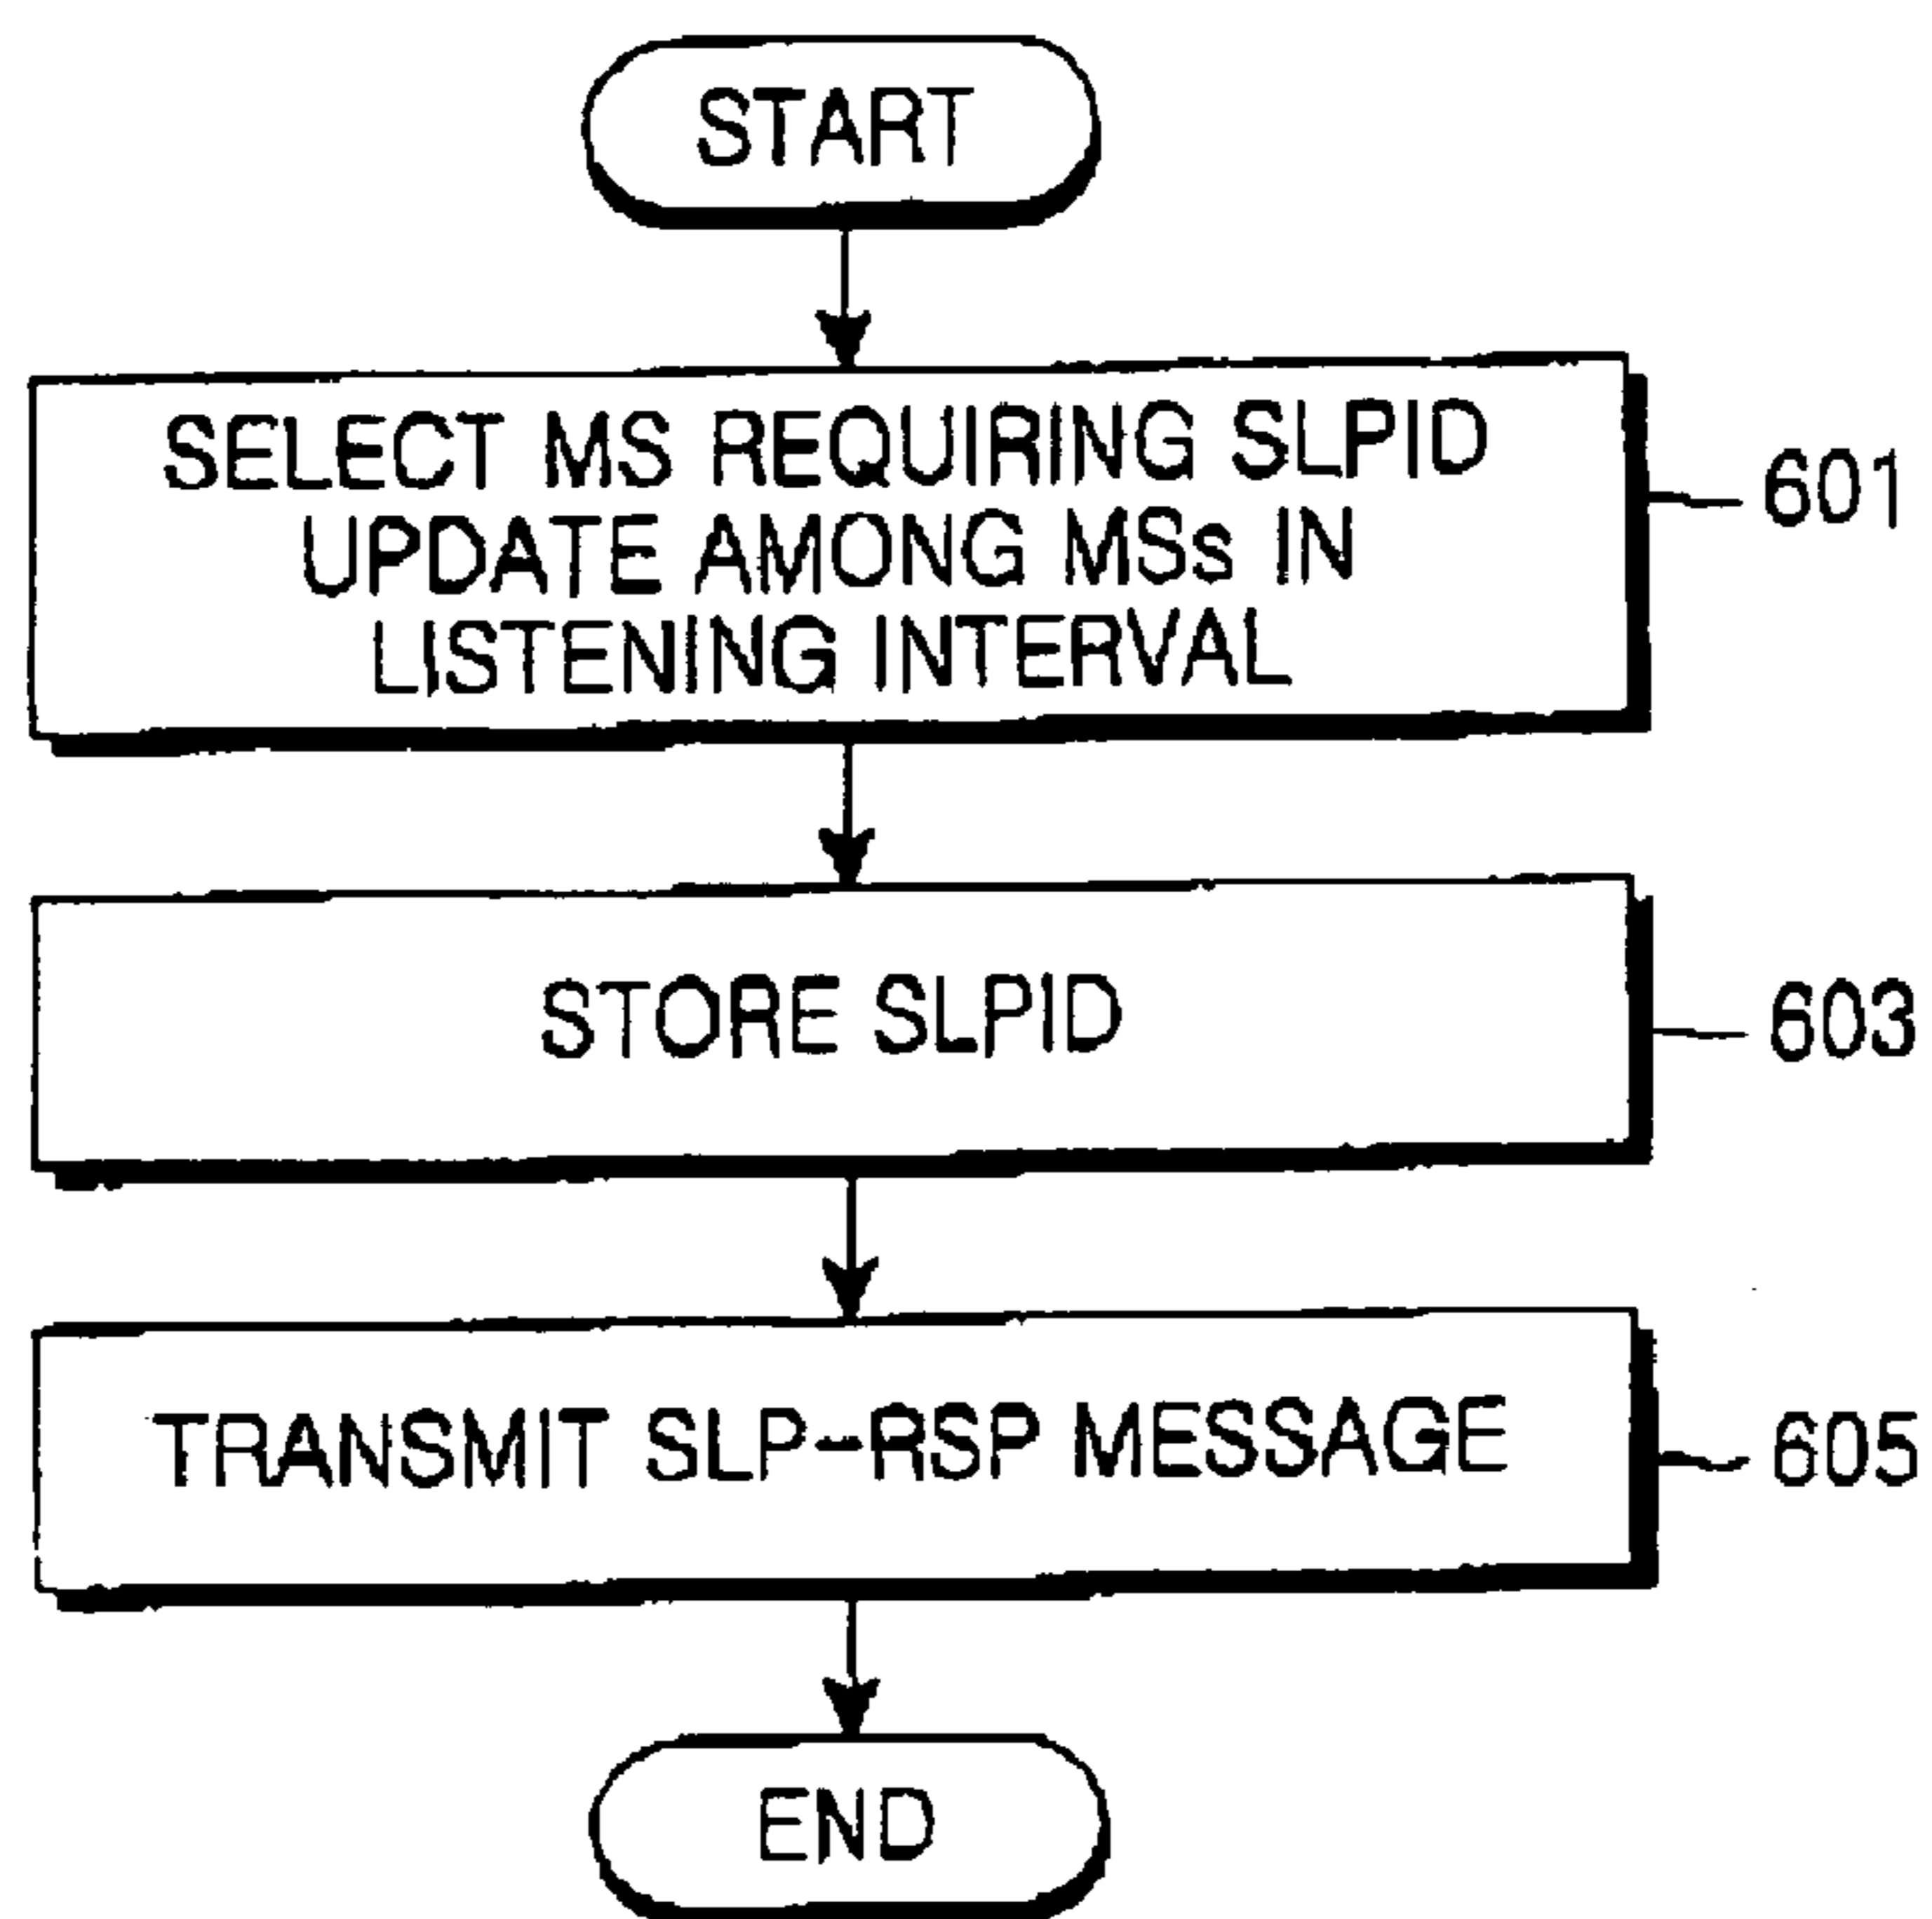 START
SELECT MS REQUIRING SLPID
UPDATE AMONG MSs IN
LISTENING INTERVAL
601
STORE SLPID
603
TRANSMIT SLP-RSP MESSAGE
605
END